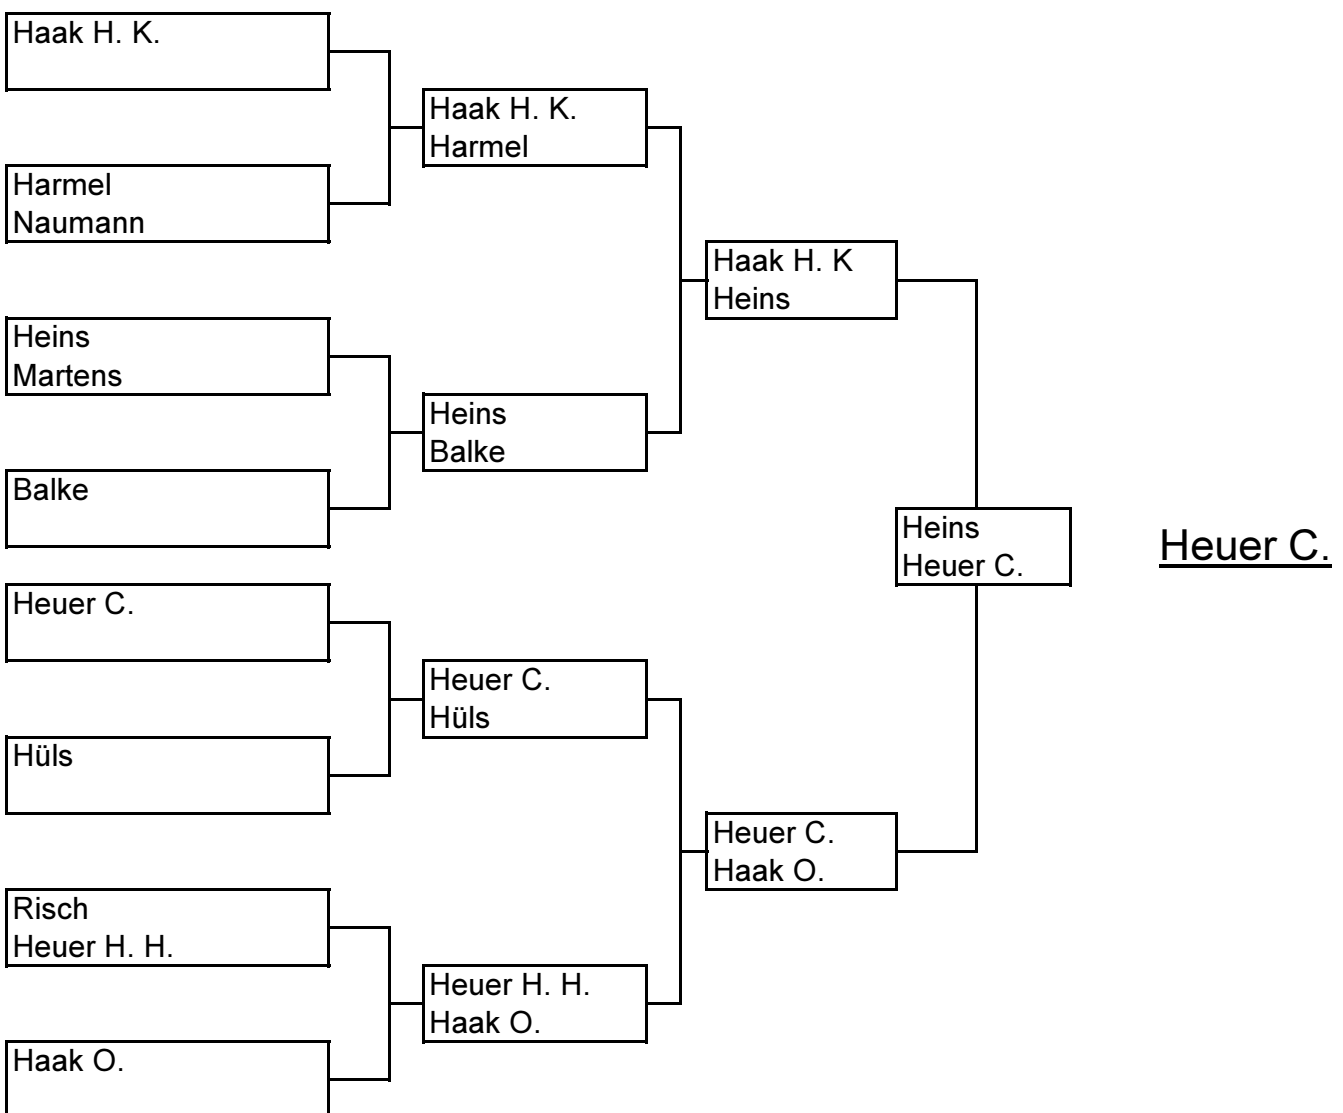 Haak H. K.
Harmel
Naumann
Heins
Martens
Balke
Heuer C.
Hüls
Risch
Heuer H. H.
Haak O.
Haak H. K.
Harmel
Heins
Balke
Heuer C.
Hüls
Heuer H. H.
Haak O.
Haak H. K
Heins
Heuer C.
Haak O.
Heins
Heuer C.
Heuer C.